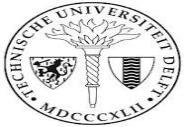 · TECHNISCHE UNIVERSITEIT DELFT ·
MDCCCXLII